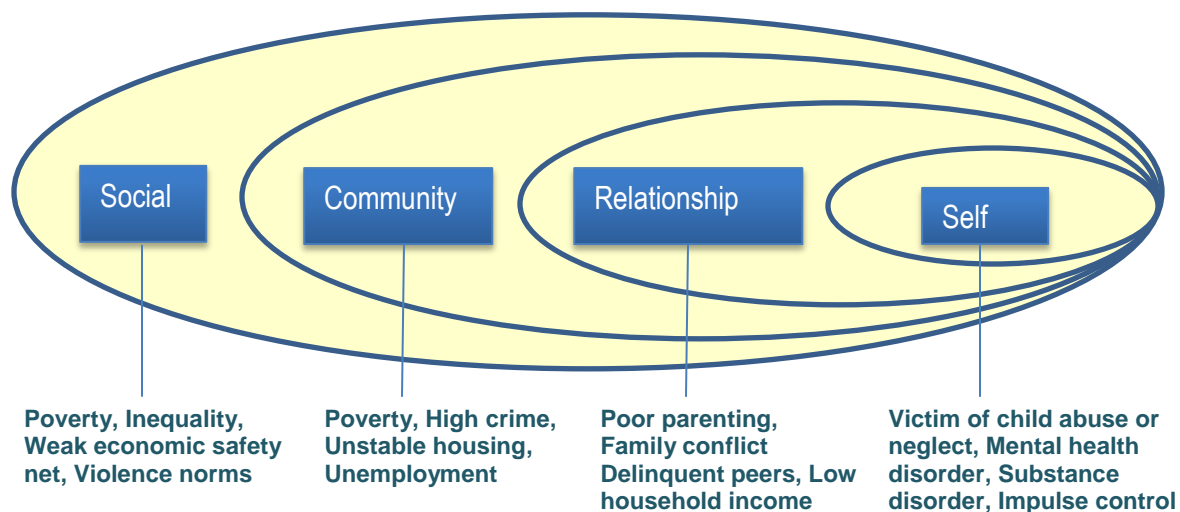 Social
Community
Relationship
Self
Poverty, Inequality,
Weak economic safety
net, Violence norms
Poverty, High crime,
Unstable housing,
Unemployment
Poor parenting,
Family conflict
Delinquent peers, Low
household income
Victim of child abuse or
neglect, Mental health
disorder, Substance
disorder, Impulse control